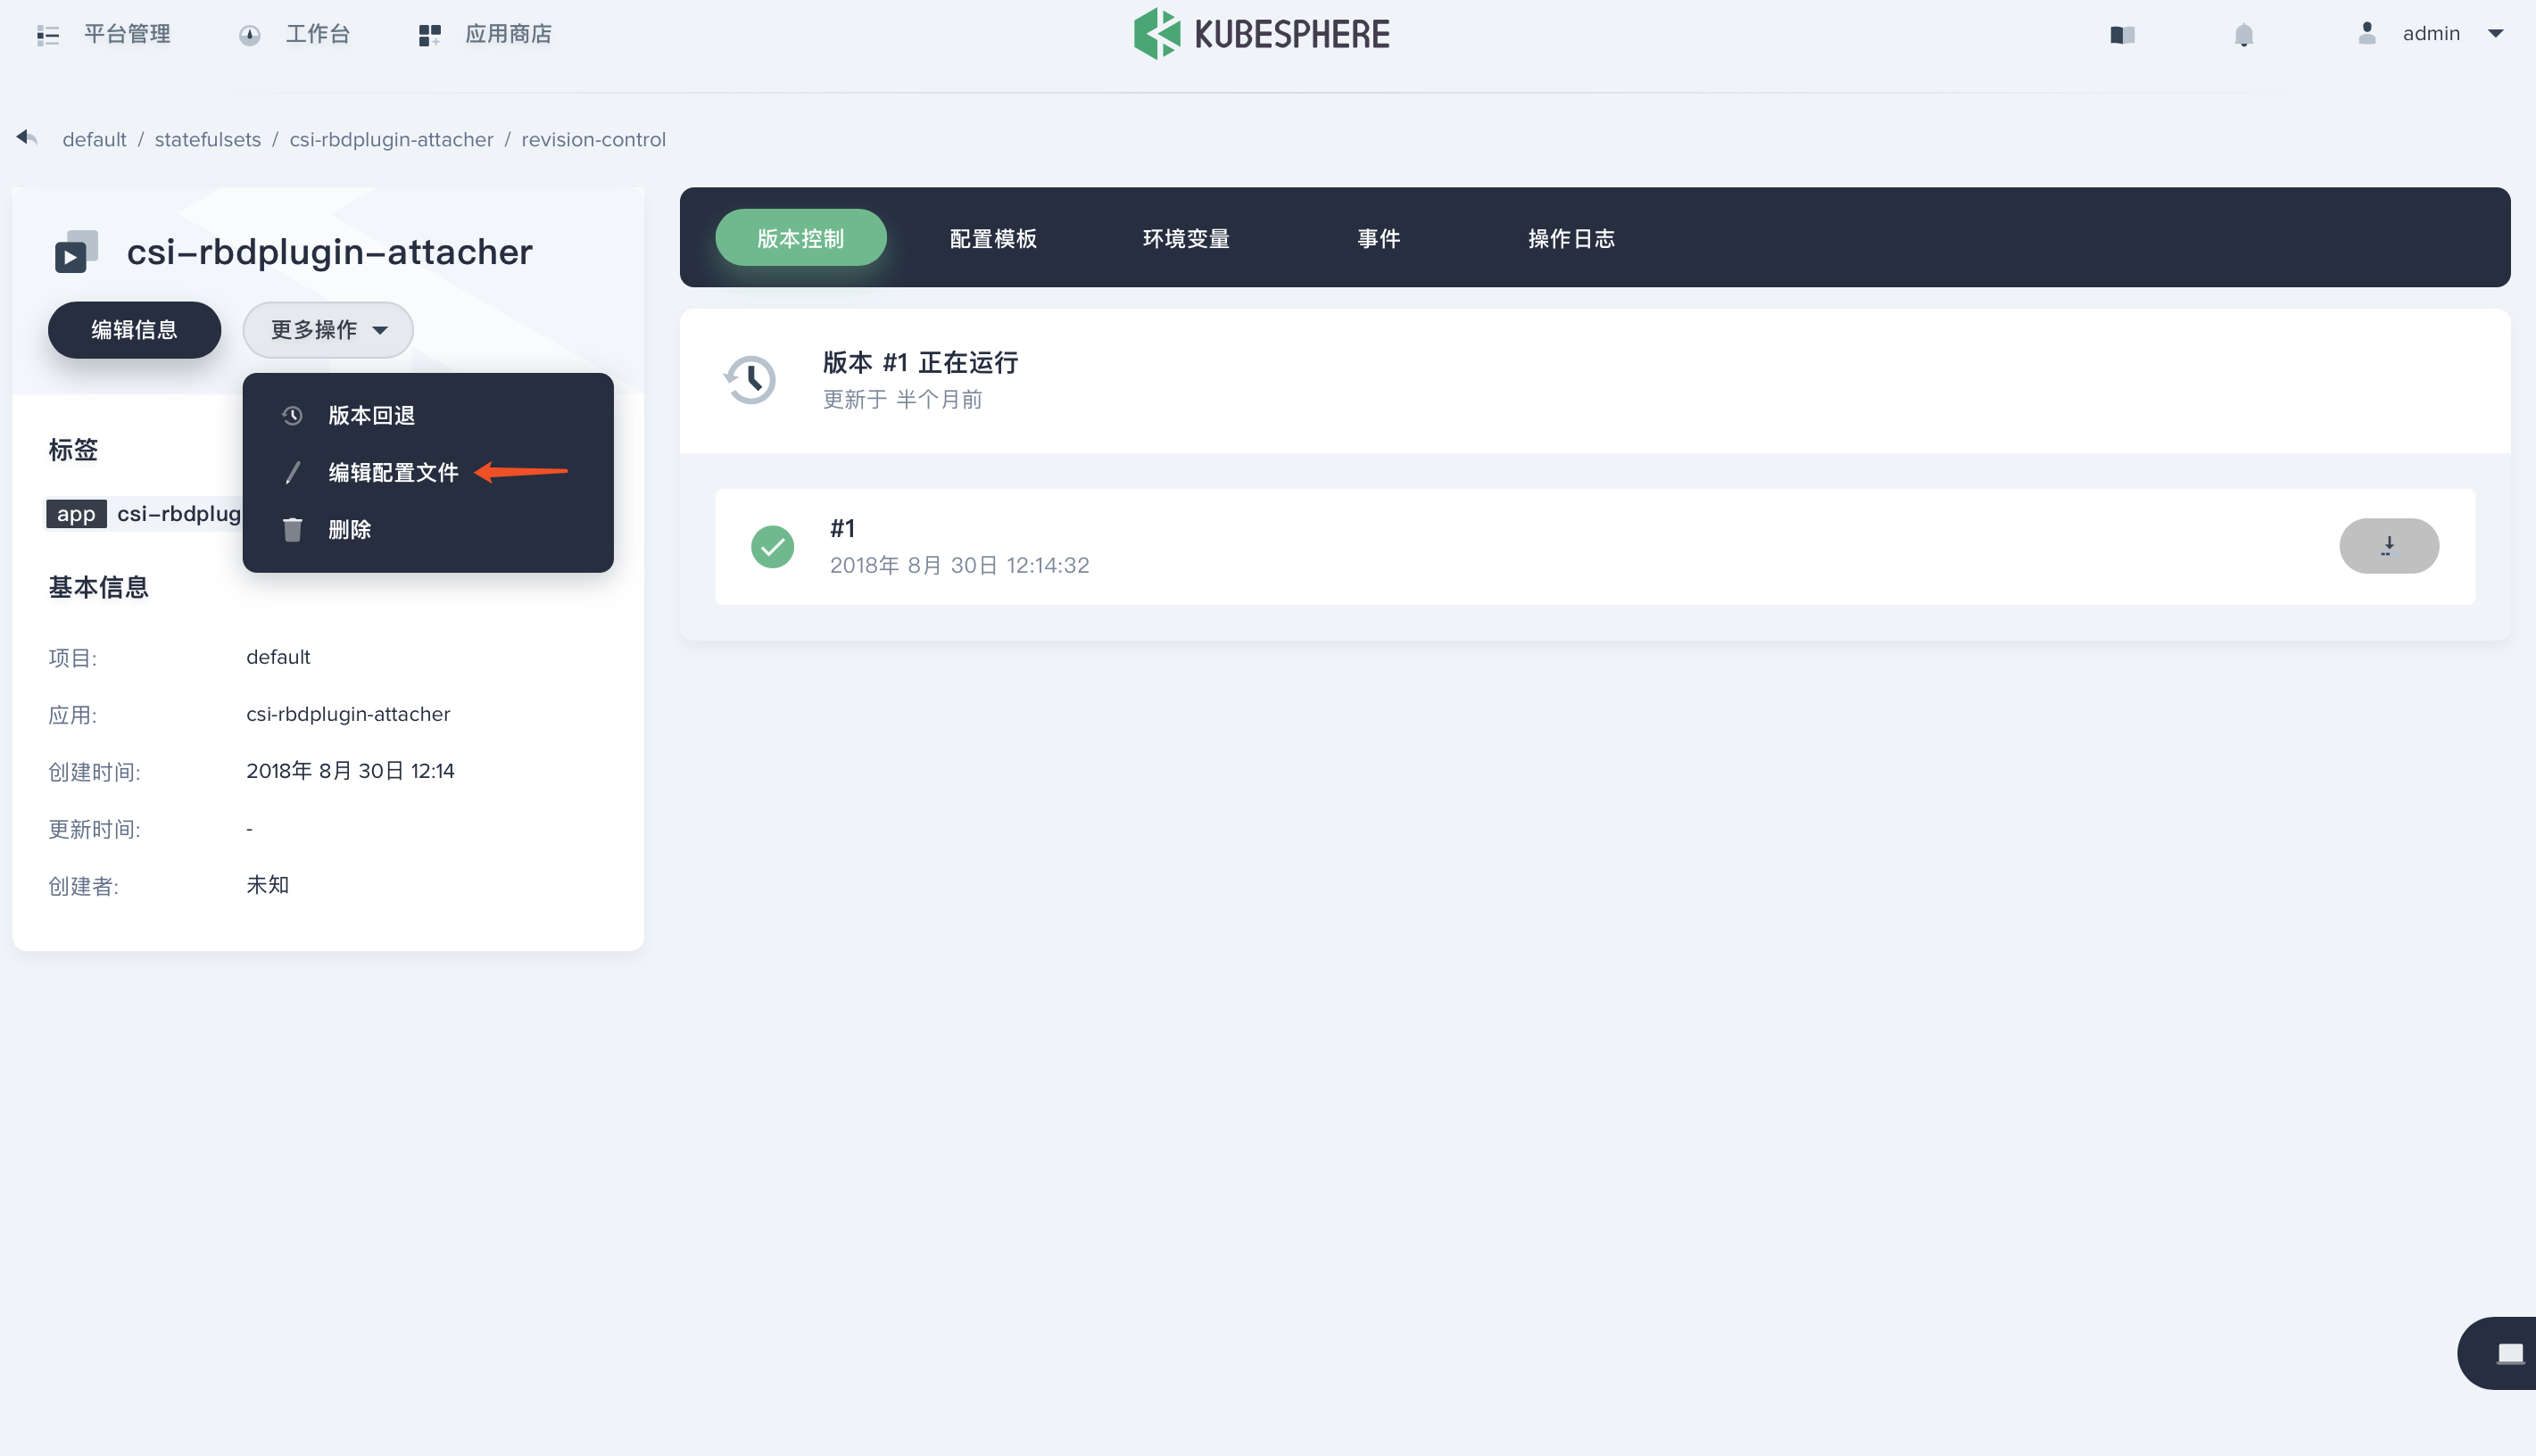 平台管理
工作台
应用商店
KUBESPHERE
admin
default / statefulsets / csi-rbdplugin-attacher / revision-control
csi-rbdplugin-attacher
编辑信息
更多操作
版本回退
编辑配置文件
删除
标签
app csi-rbdplug
基本信息
项目: default
应用: csi-rbdplugin-attacher
创建时间: 2018年 8月 30日 12:14
更新时间: -
创建者: 未知
版本控制
配置模板
环境变量
事件
操作日志
版本 #1 正在运行
更新于 半个月前
#1
2018年 8月 30日 12:14:32